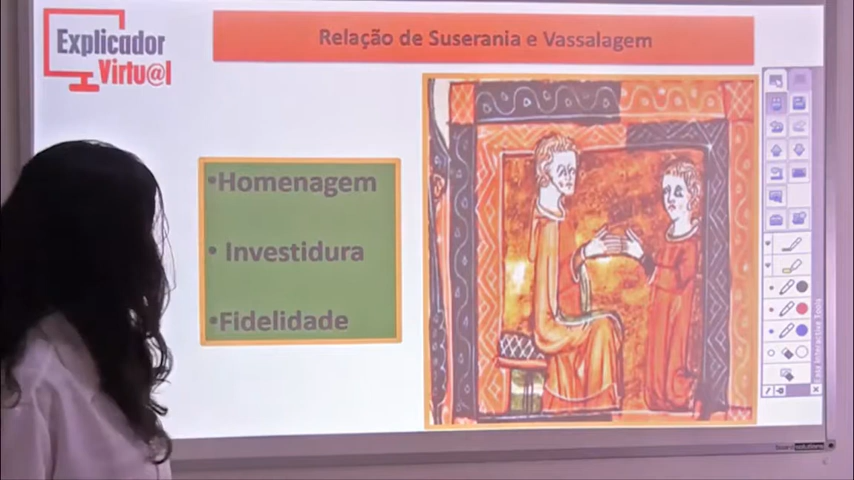 Explicador
Virtu@l
Relação de Suserania e Vassalagem
•Homenagem
• Investidura
•Fidelidade